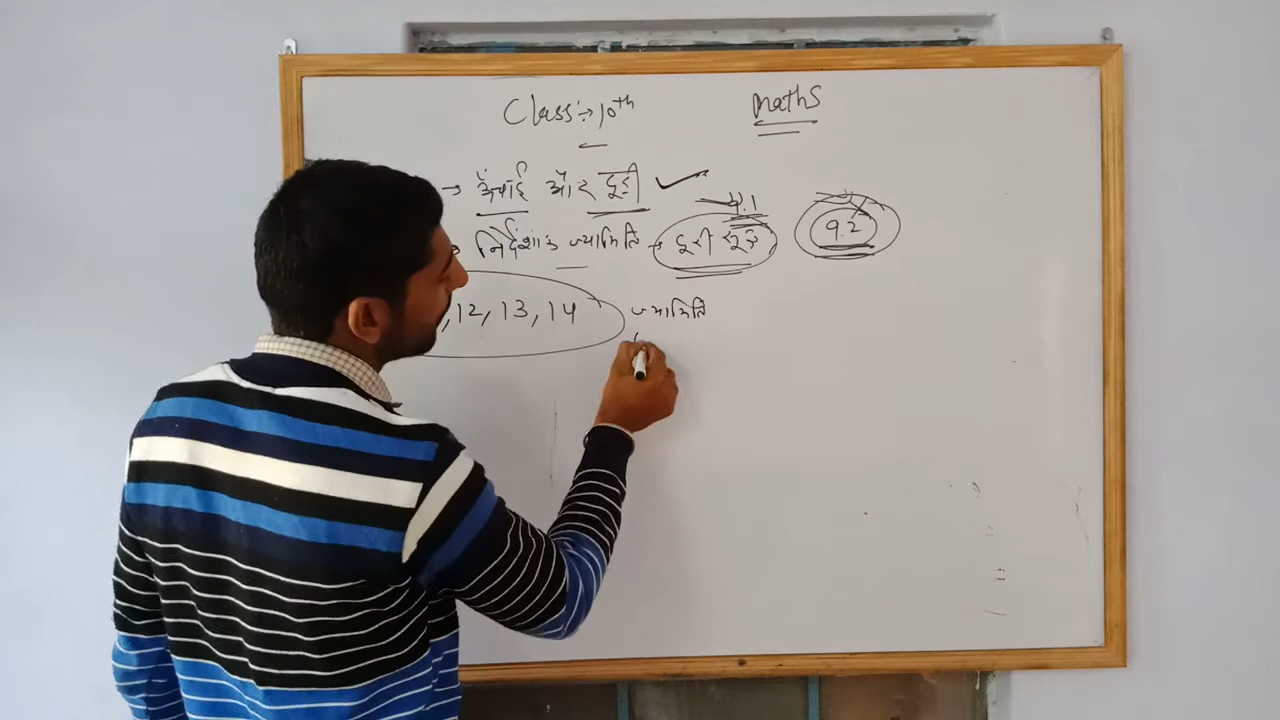 Class:→ 10th
Maths
→ ऊँचाई और दूरी ✓
→ निर्देशांक ज्यामिति → दूरी सूत्र 9.1 9.2
, 12, 13, 14 ज्यामिति